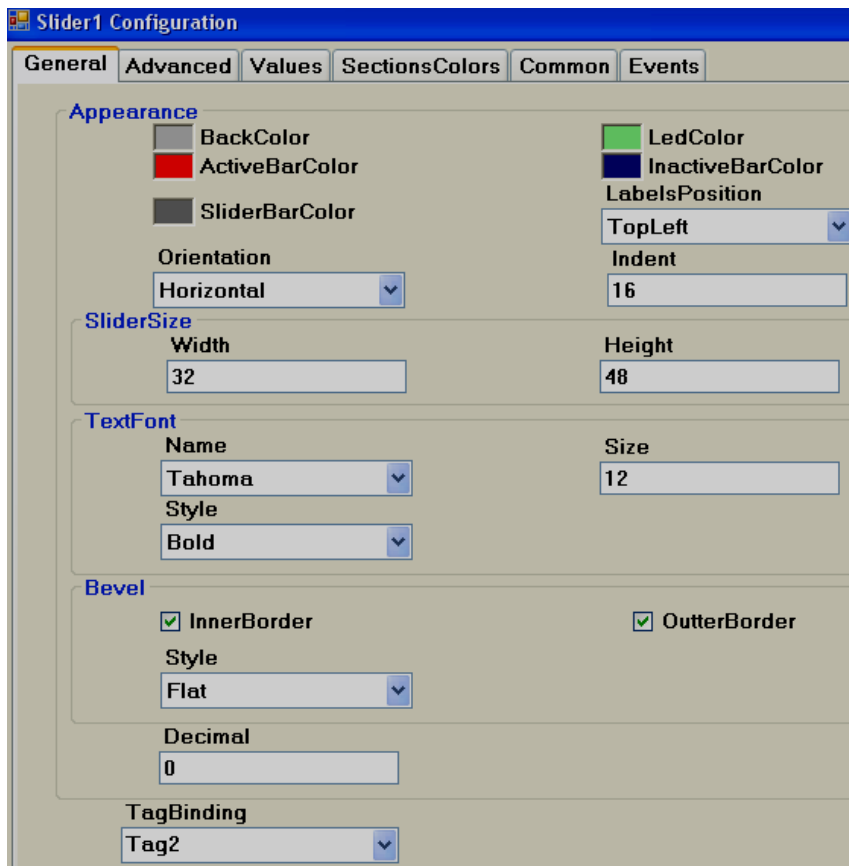 Slider1 Configuration
General Advanced Values SectionsColors Common Events
Appearance
BackColor LedColor
ActiveBarColor InactiveBarColor
LabelsPosition
SliderBarColor TopLeft
Orientation Indent
Horizontal 16
SliderSize
Width Height
32 48
TextFont
Name Size
Tahoma 12
Style
Bold
Bevel
InnerBorder OutterBorder
Style
Flat
Decimal
0
TagBinding
Tag2